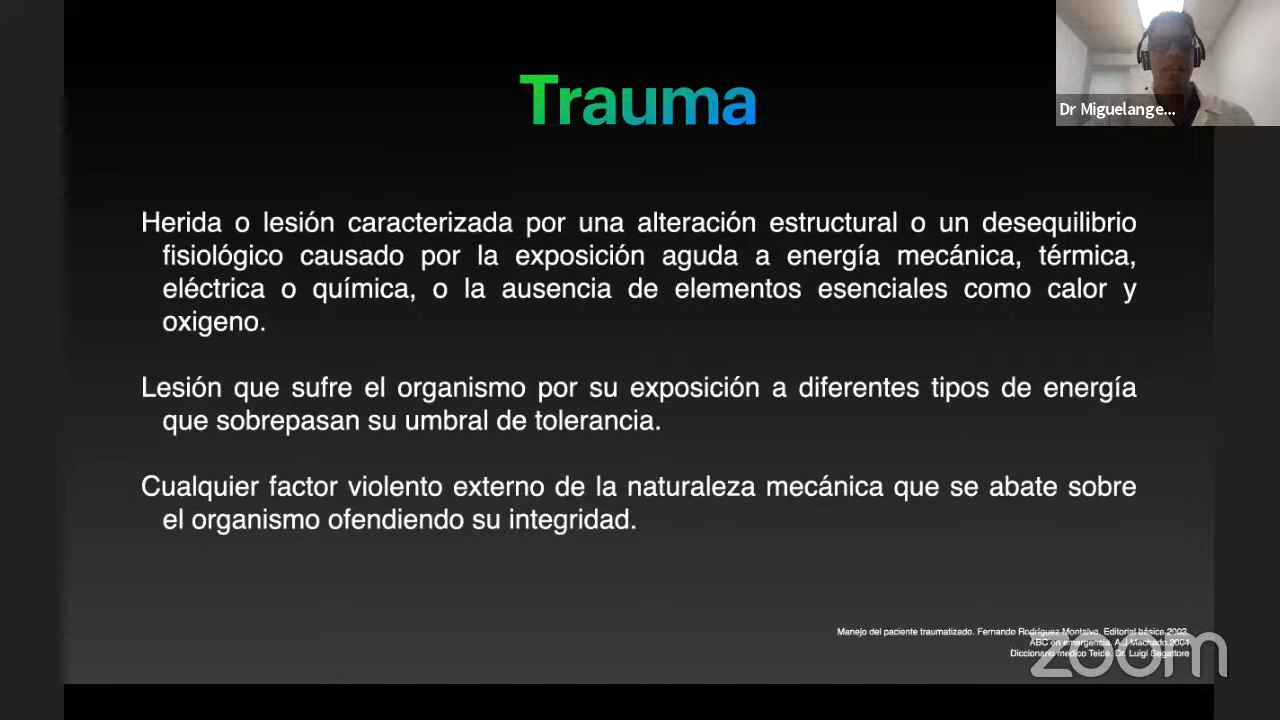 Trauma
Dr Miguelange...
Herida o lesión caracterizada por una alteración estructural o un desequilibrio
fisiológico causado por la exposición aguda a energía mecánica, térmica,
eléctrica o química, o la ausencia de elementos esenciales como calor y
oxigeno.
Lesión que sufre el organismo por su exposición a diferentes tipos de energía
que sobrepasan su umbral de tolerancia.
Cualquier factor violento externo de la naturaleza mecánica que se abate sobre
el organismo ofendiendo su integridad.
Manejo del paciente traumatizado. Fernando Rodríguez Montalvo. Editorial básica 2003.
ABC en emergencia. A.J Machado.2004
Diccionario medico Teide. Dr. Luigi Segattore
zoom